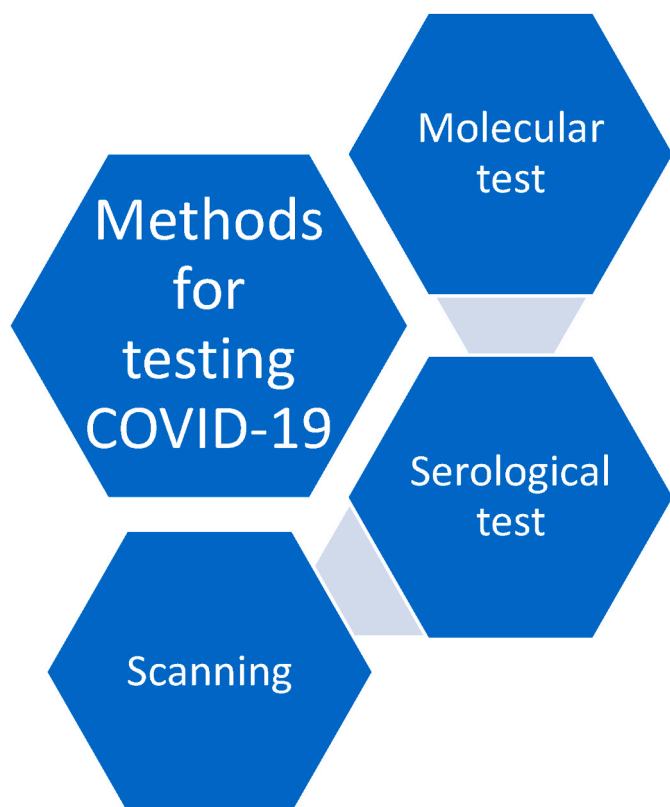 Methods
for
testing
COVID-19
Molecular
test
Serological
test
Scanning